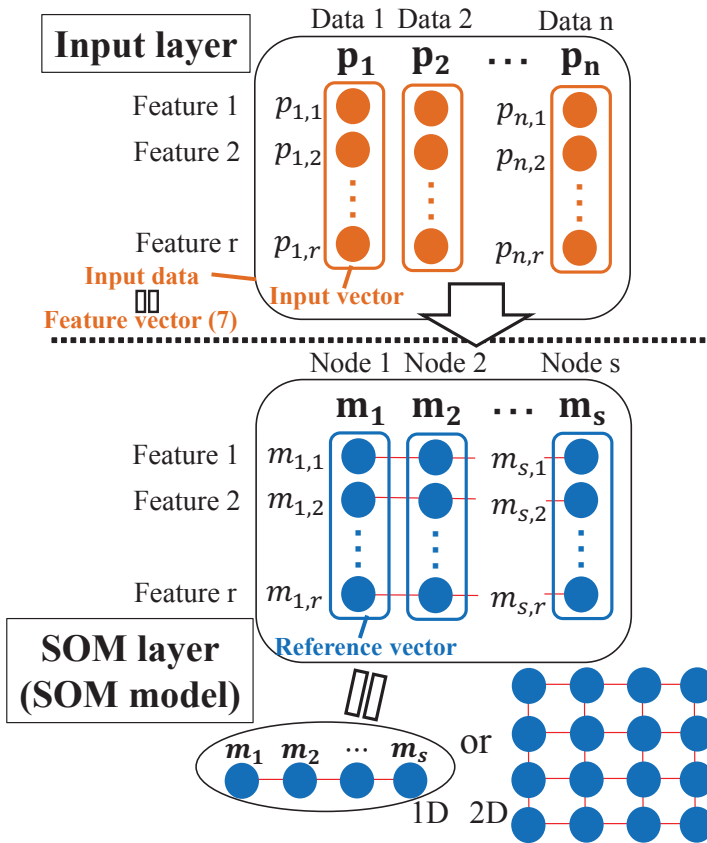 Input layer
Data 1 Data 2 Data n
p₁ p₂ ⋯ pₙ
Feature 1 p₁,₁ pₙ,₁
Feature 2 p₁,₂ pₙ,₂
Feature r p₁,ᵣ pₙ,ᵣ
Input data
Input vector
Feature vector (7)
Node 1 Node 2 Node s
m₁ m₂ ⋯ mₛ
Feature 1 m₁,₁ mₛ,₁
Feature 2 m₁,₂ mₛ,₂
Feature r m₁,ᵣ mₛ,ᵣ
Reference vector
SOM layer
(SOM model)
m₁ m₂ ⋯ mₛ or
1D 2D